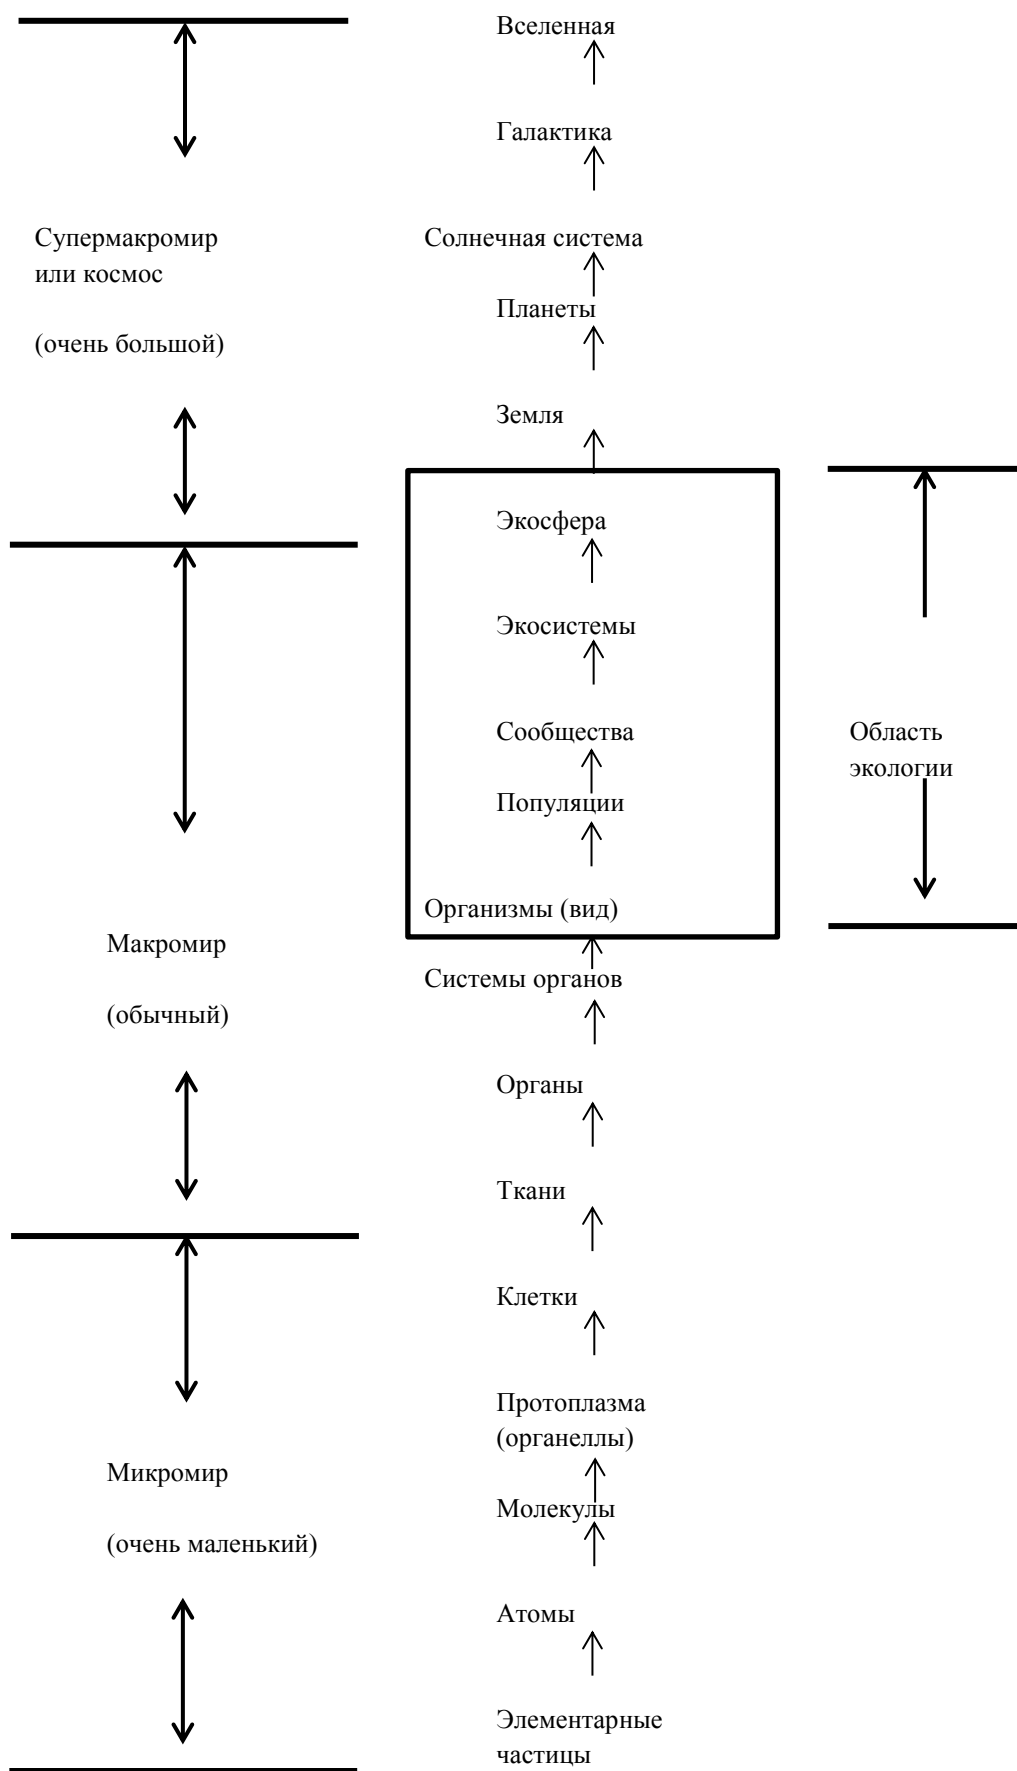 Вселенная
Галактика
Супермакромир
или космос
(очень большой)
Солнечная система
Планеты
Земля
Экосфера
Экосистемы
Сообщества
Популяции
Организмы (вид)
Область
экологии
Макромир
(обычный)
Системы органов
Органы
Ткани
Клетки
Протоплазма
(органеллы)
Микромир
(очень маленький)
Молекулы
Атомы
Элементарные
частицы